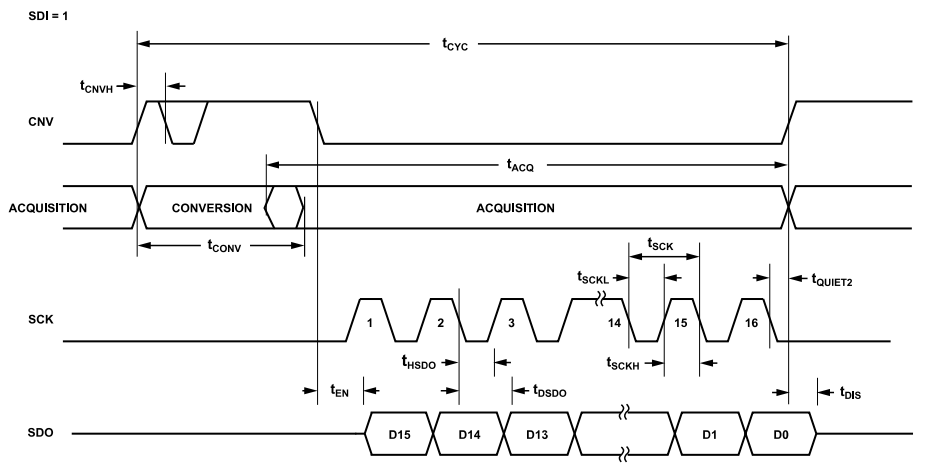 SDI = 1
tCYC
tCNVH
CNV
tACQ
ACQUISITION
CONVERSION
ACQUISITION
tCONV
tSCK
tSCKL
tQUIET2
SCK
1
2
3
14
15
16
tHSDO
tSCKH
tEN
tDSDO
tDIS
SDO
D15
D14
D13
D1
D0